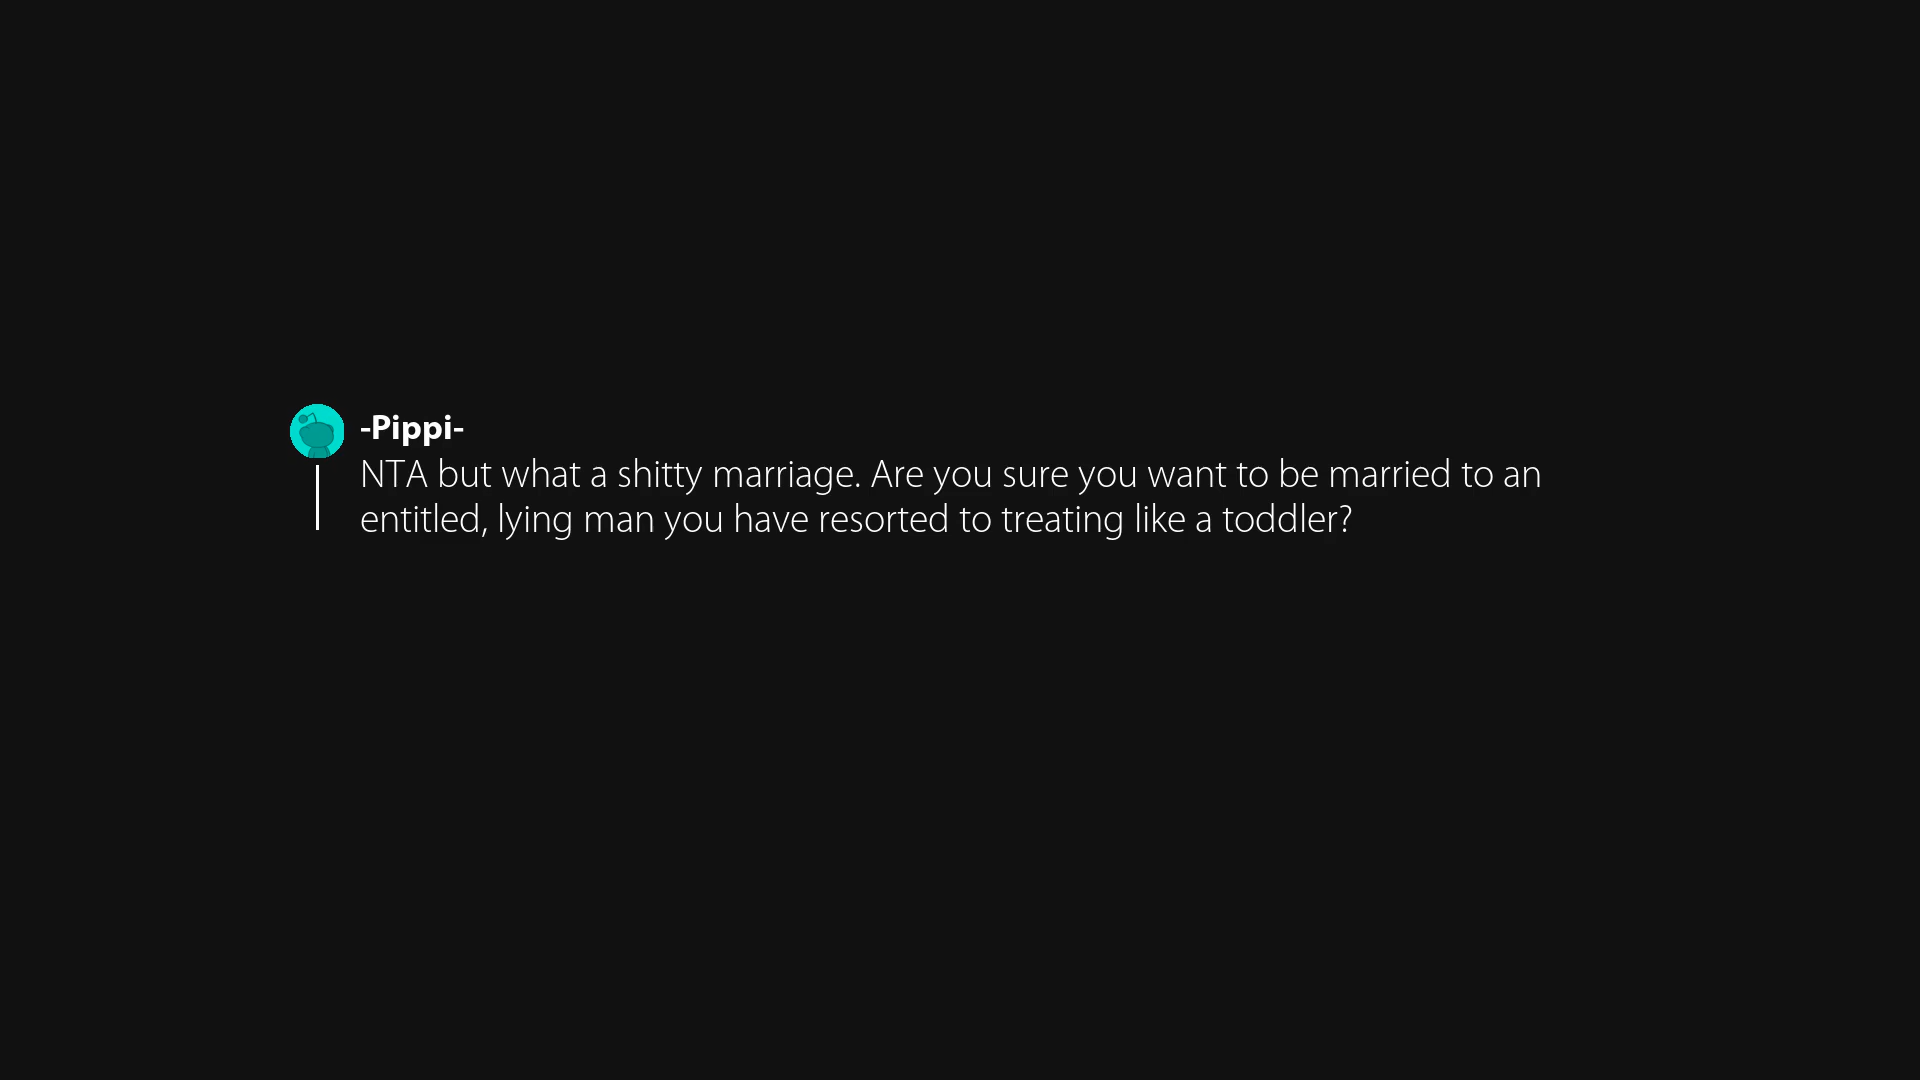 -Pippi-
NTA but what a shitty marriage. Are you sure you want to be married to an
entitled, lying man you have resorted to treating like a toddler?